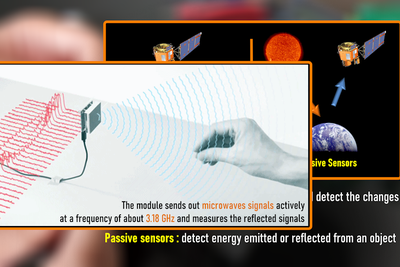 The module sends out microwaves signals actively
at a frequency of about 3.18 GHz and measures the reflected signals
sive Sensors
detect the changes
Passive sensors : detect energy emitted or reflected from an object